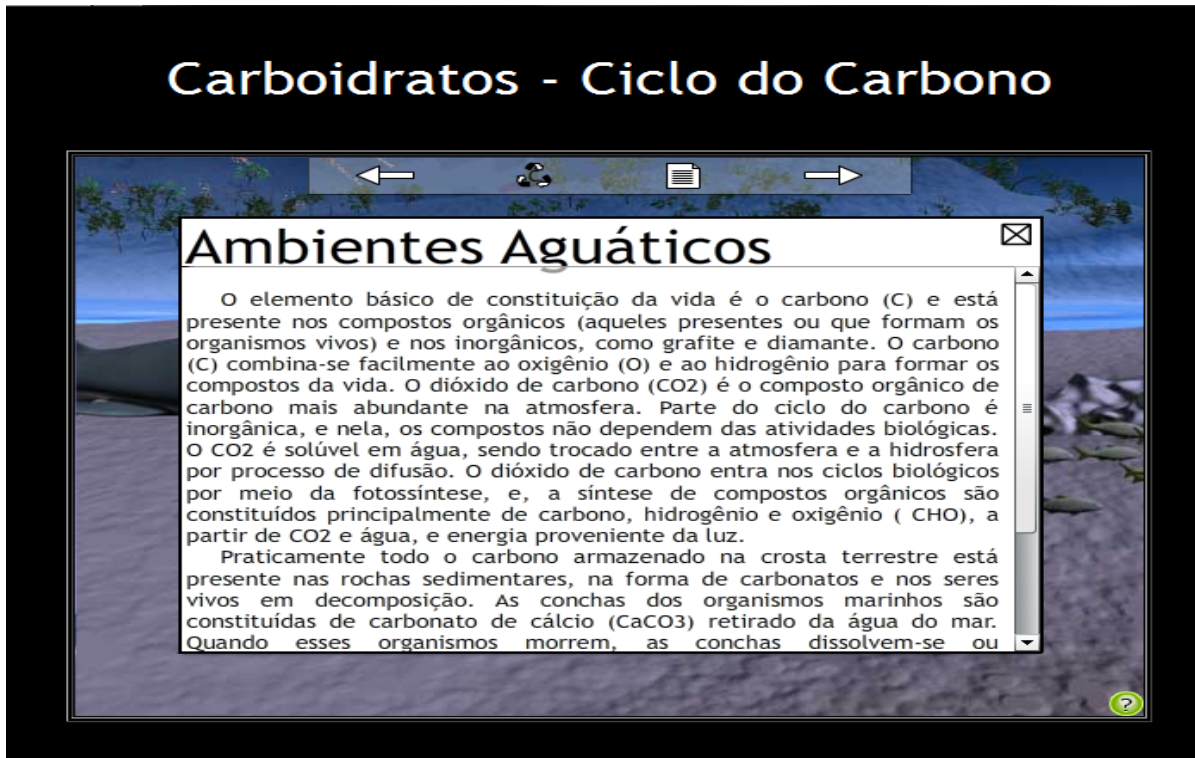 Carboidratos - Ciclo do Carbono
Ambientes Aguáticos
O elemento básico de constituição da vida é o carbono (C) e está
presente nos compostos orgânicos (aqueles presentes ou que formam os
organismos vivos) e nos inorgânicos, como grafite e diamante. O carbono
(C) combina-se facilmente ao oxigênio (O) e ao hidrogênio para formar os
compostos da vida. O dióxido de carbono (CO2) é o composto orgânico de
carbono mais abundante na atmosfera. Parte do ciclo do carbono é
inorgânica, e nela, os compostos não dependem das atividades biológicas.
O CO2 é solúvel em água, sendo trocado entre a atmosfera e a hidrosfera
por processo de difusão. O dióxido de carbono entra nos ciclos biológicos
por meio da fotossíntese, e, a síntese de compostos orgânicos são
constituídos principalmente de carbono, hidrogênio e oxigênio ( CHO), a
partir de CO2 e água, e energia proveniente da luz.
Praticamente todo o carbono armazenado na crosta terrestre está
presente nas rochas sedimentares, na forma de carbonatos e nos seres
vivos em decomposição. As conchas dos organismos marinhos são
constituídas de carbonato de cálcio (CaCO3) retirado da água do mar.
Quando esses organismos morrem, as conchas dissolvem-se ou
?